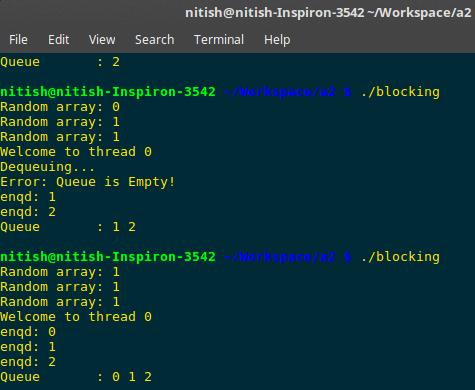 nitish@nitish-Inspiron-3542 ~/Workspace/a2
File Edit View Search Terminal Help
Queue : 2
nitish@nitish-Inspiron-3542 ~/Workspace/a2 $ ./blocking
Random array: 0
Random array: 1
Random array: 1
Welcome to thread 0
Dequeuing...
Error: Queue is Empty!
enqd: 1
enqd: 2
Queue : 1 2
nitish@nitish-Inspiron-3542 ~/Workspace/a2 $ ./blocking
Random array: 1
Random array: 1
Random array: 1
Welcome to thread 0
enqd: 0
enqd: 1
enqd: 2
Queue : 0 1 2